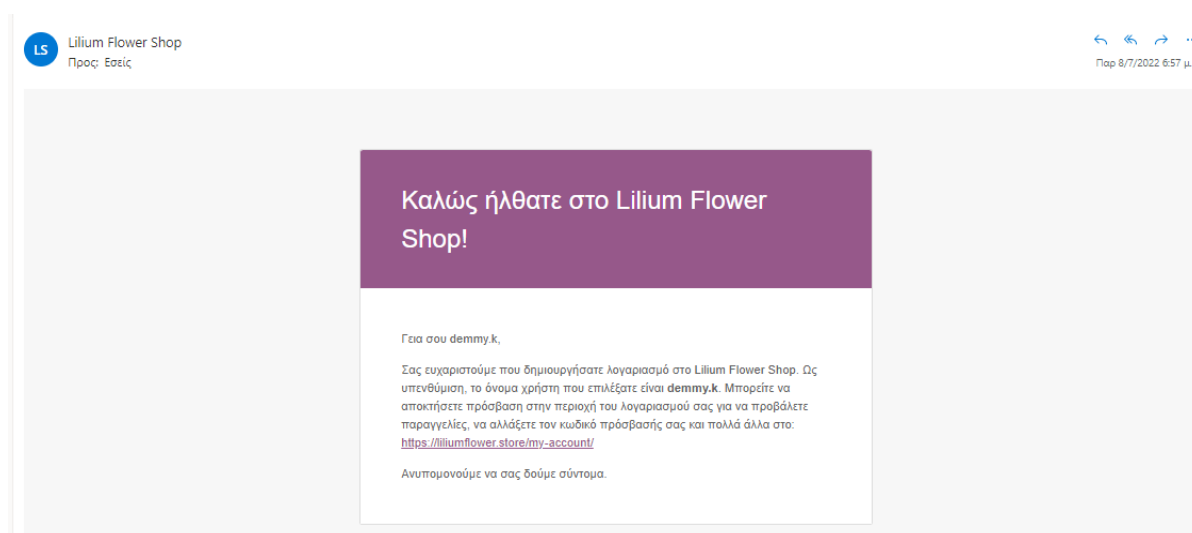 LS
Lilium Flower Shop
Προς: Εσείς
Παρ 8/7/2022 6:57 μ.
Καλώς ήλθατε στο Lilium Flower
Shop!
Γεια σου demmy.k,
Σας ευχαριστούμε που δημιουργήσατε λογαριασμό στο Lilium Flower Shop. Ως
υπενθύμιση, το όνομα χρήστη που επιλέξατε είναι demmy.k. Μπορείτε να
αποκτήσετε πρόσβαση στην περιοχή του λογαριασμού σας για να προβάλετε
παραγγελίες, να αλλάξετε τον κωδικό πρόσβασής σας και πολλά άλλα στο:
https://liliumflower.store/my-account/
Ανυπομονούμε να σας δούμε σύντομα.